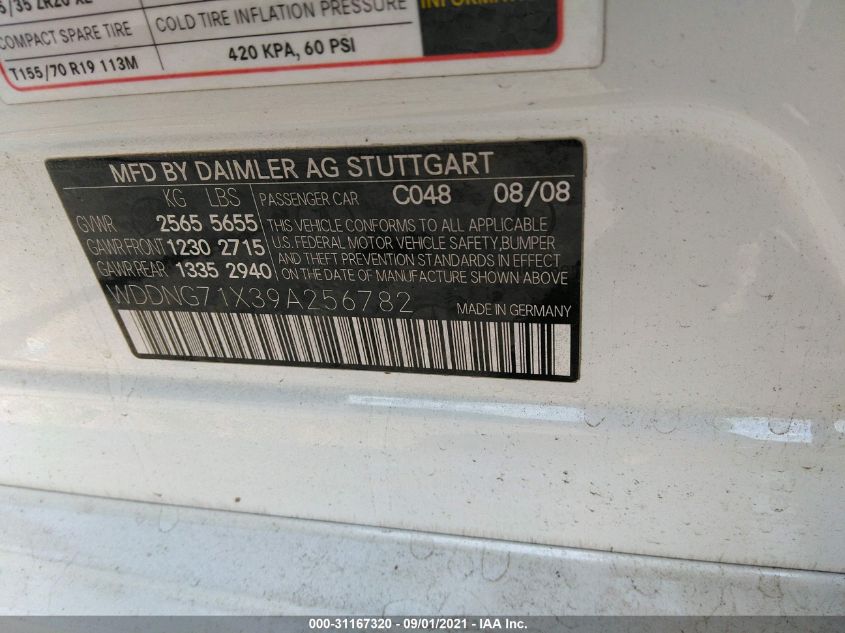 /35 ZR20 XL
COMPACT SPARE TIRE
COLD TIRE INFLATION PRESSURE
T155/70 R19 113M
420 KPA, 60 PSI
MFD BY DAIMLER AG STUTTGART
KG LBS PASSENGER CAR C048 08/08
GVWR 2565 5655 THIS VEHICLE CONFORMS TO ALL APPLICABLE
GAWR FRONT 1230 2715 U.S. FEDERAL MOTOR VEHICLE SAFETY, BUMPER
AND THEFT PREVENTION STANDARDS IN EFFECT
GAWR REAR 1335 2940 ON THE DATE OF MANUFACTURE SHOWN ABOVE
WDDNG71X39A256782 MADE IN GERMANY
000-31167320 - 09/01/2021 - IAA Inc.